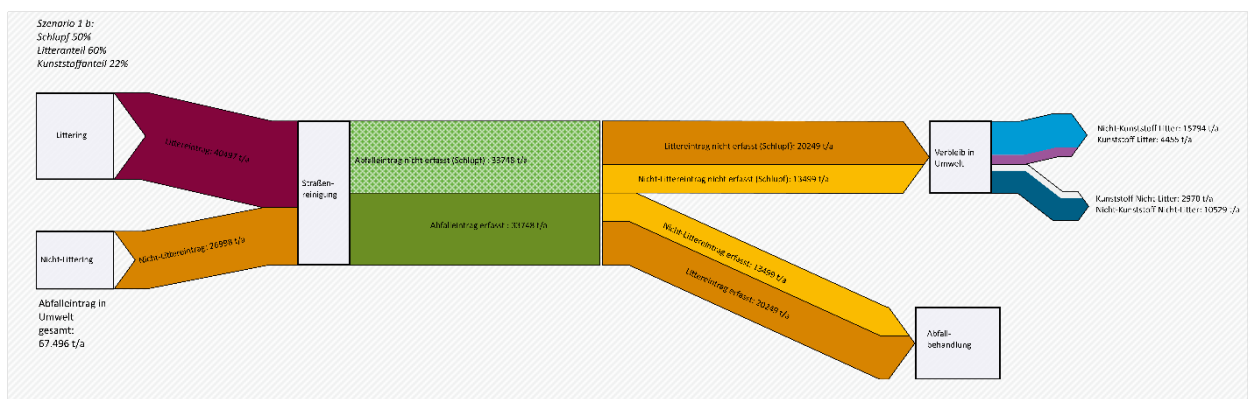 Szenario 1 b:
Schlupf 50%
Litteranteil 60%
Kunststoffanteil 22%
Littering
Littereintrag: 40497 t/a
Nicht-Littering
Nicht-Littereintrag: 26998 t/a
Abfalleintrag in
Umwelt
gesamt:
67.496 t/a
Straßen-
reinigung
Abfalleintrag nicht erfasst (Schlupf) : 33748 t/a
Abfalleintrag erfasst : 33748 t/a
Littereintrag nicht erfasst (Schlupf): 20249 t/a
Nicht-Littereintrag nicht erfasst (Schlupf): 13499 t/a
Nicht-Littereintrag erfasst: 13499 t/a
Littereintrag erfasst: 20249 t/a
Verbleib in
Umwelt
Nicht-Kunststoff Litter: 15794 t/a
Kunststoff Litter: 4455 t/a
Kunststoff Nicht-Litter: 2970 t/a
Nicht-Kunststoff Nicht-Litter: 10529 t/a
Abfall-
behandlung